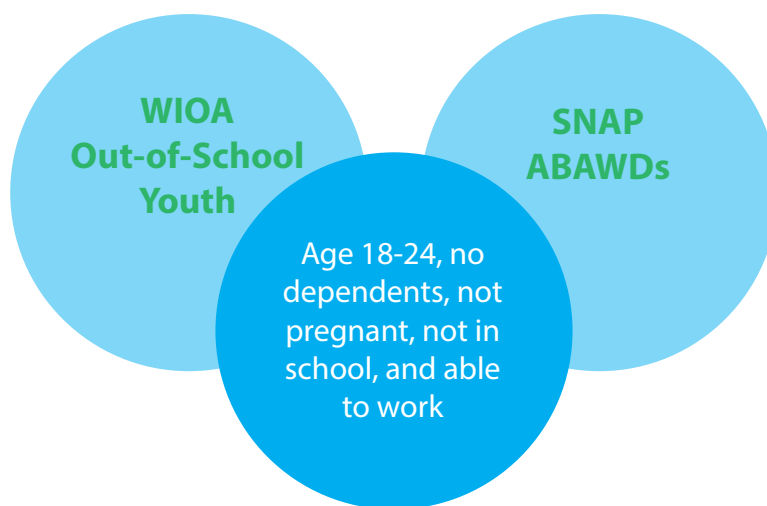 WIOA
Out-of-School
Youth
SNAP
ABAWDs
Age 18-24, no
dependents, not
pregnant, not in
school, and able
to work